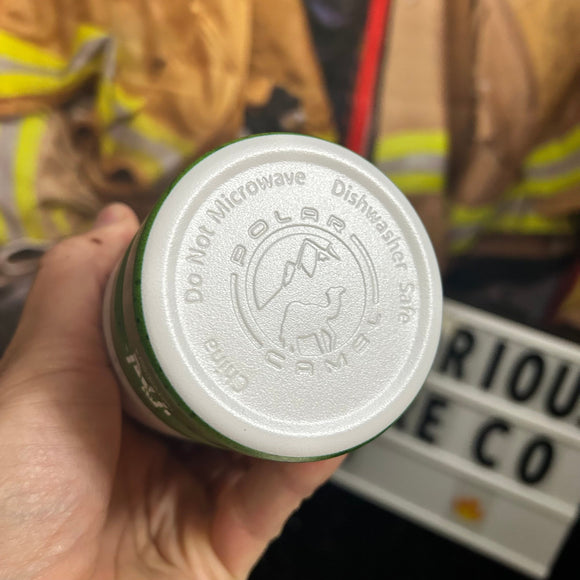 Do Not Microwave
Dishwasher Safe
POLAR
CAMEL
China
RIOU
E CO